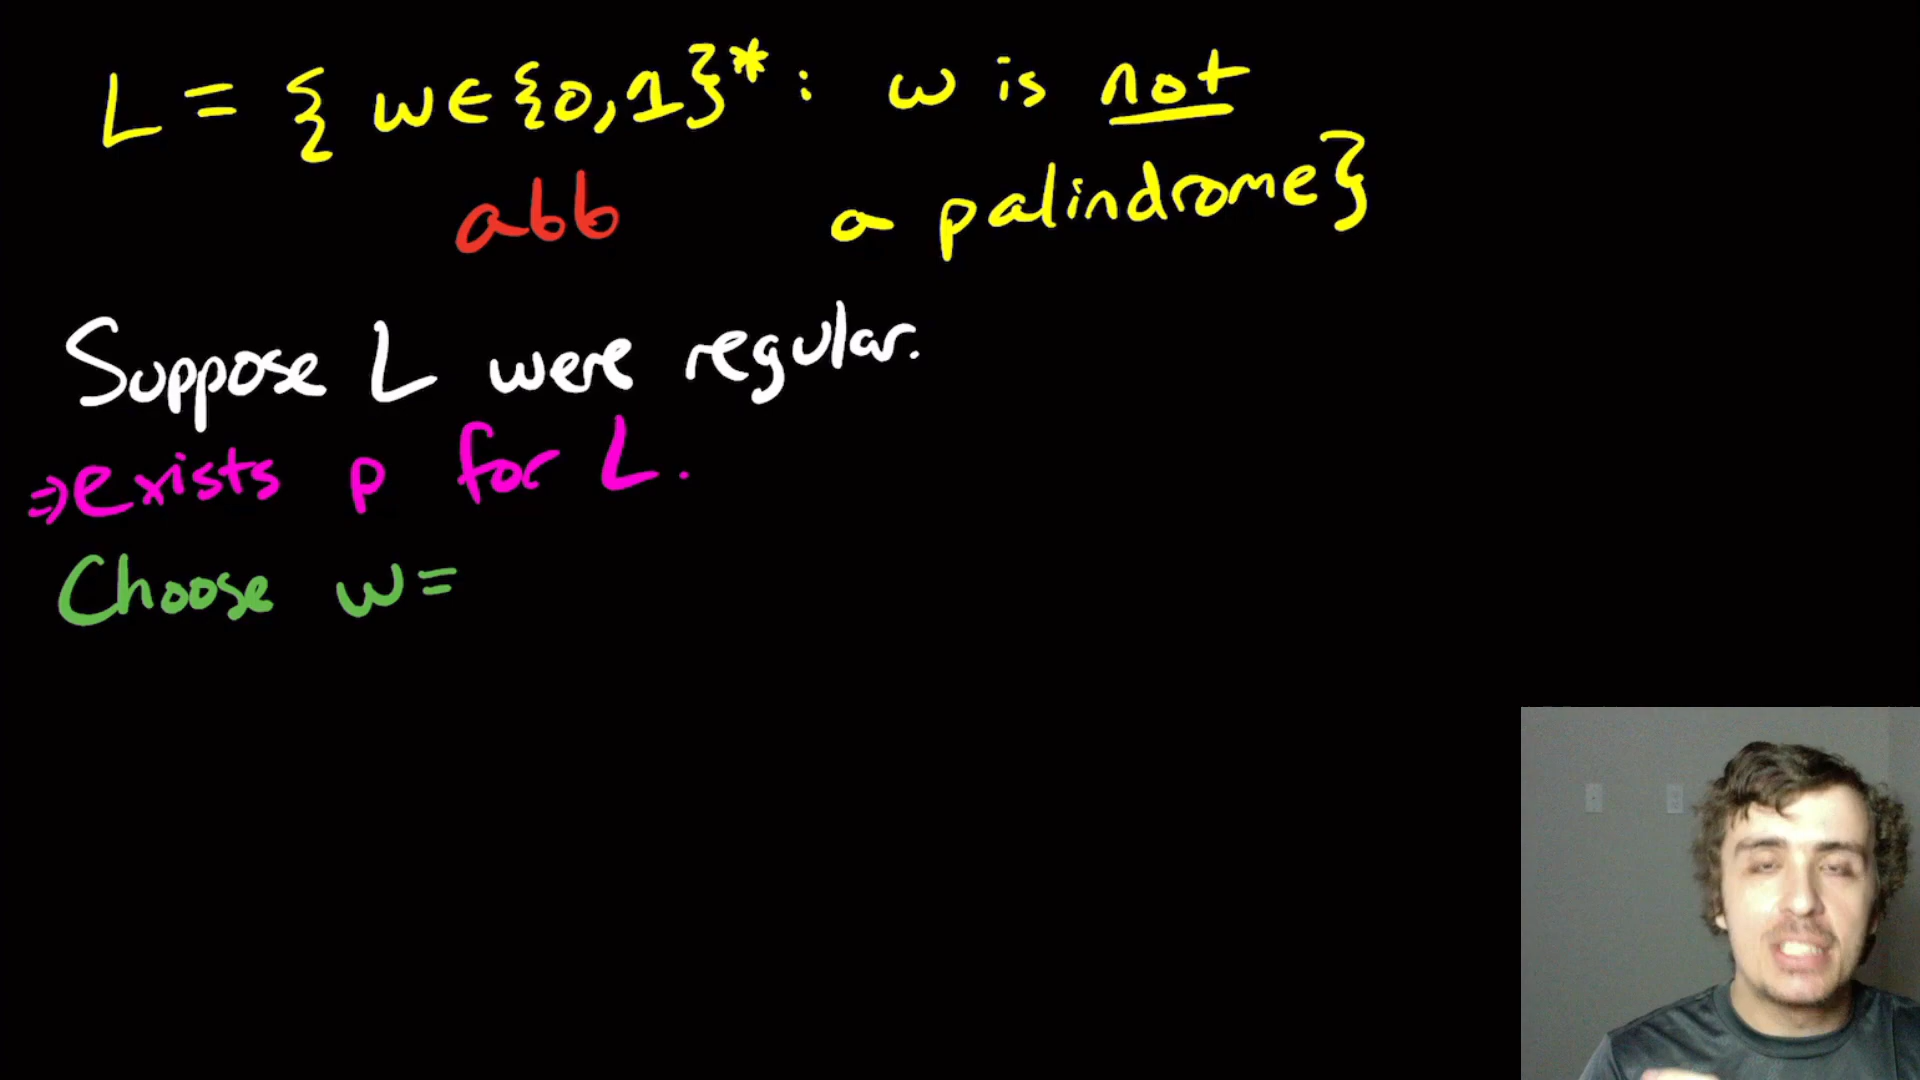 L = { w ∈ {0,1}* : w is not
abb a palindrome}
Suppose L were regular.
⇒ exists p for L.
Choose w =